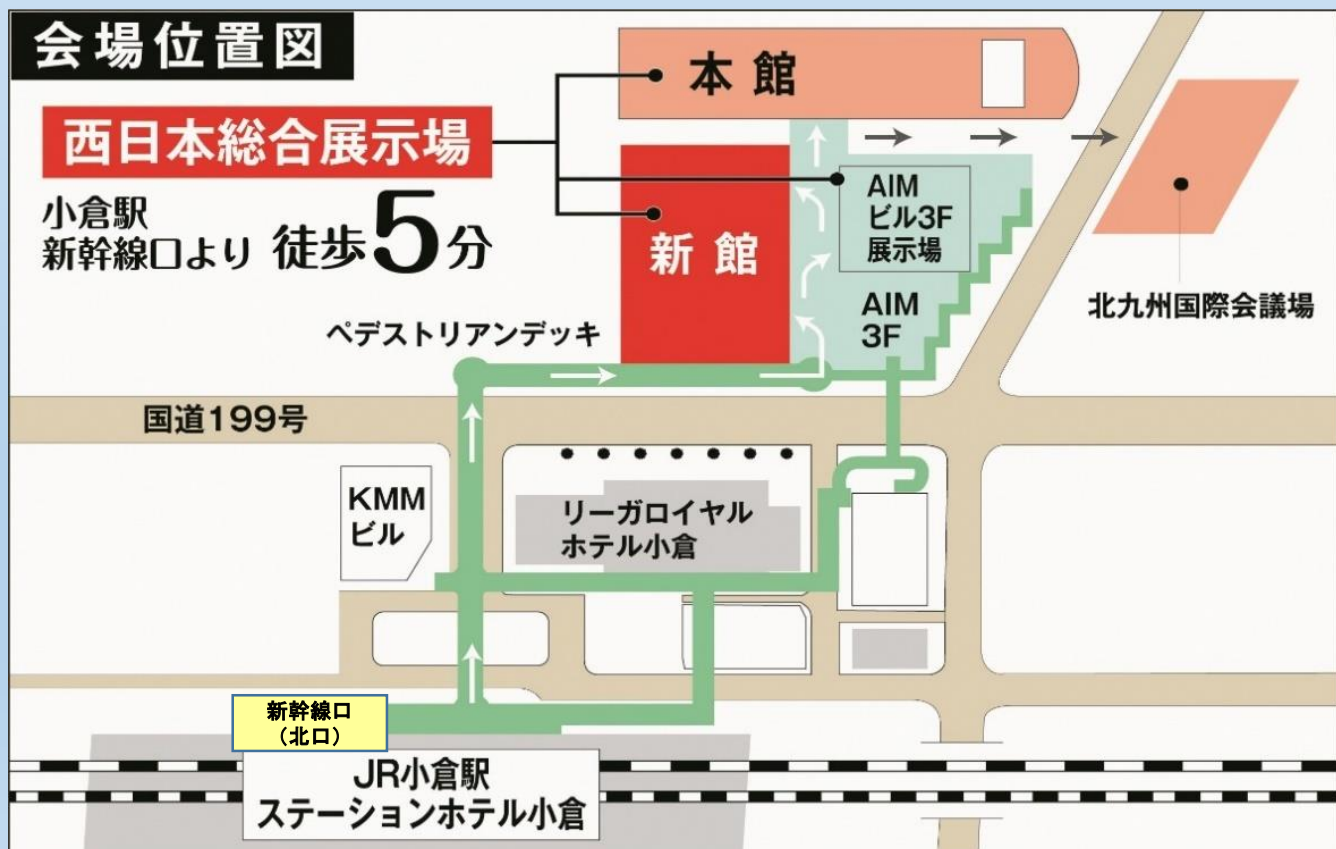 会場位置図
西日本総合展示場
小倉駅
新幹線口より 徒歩5分
本館
新館
AIM
ビル3F
展示場
AIM
3F
北九州国際会議場
ペデストリアンデッキ
国道199号
KMM
ビル
リーガロイヤル
ホテル小倉
新幹線口
（北口）
JR小倉駅
ステーションホテル小倉